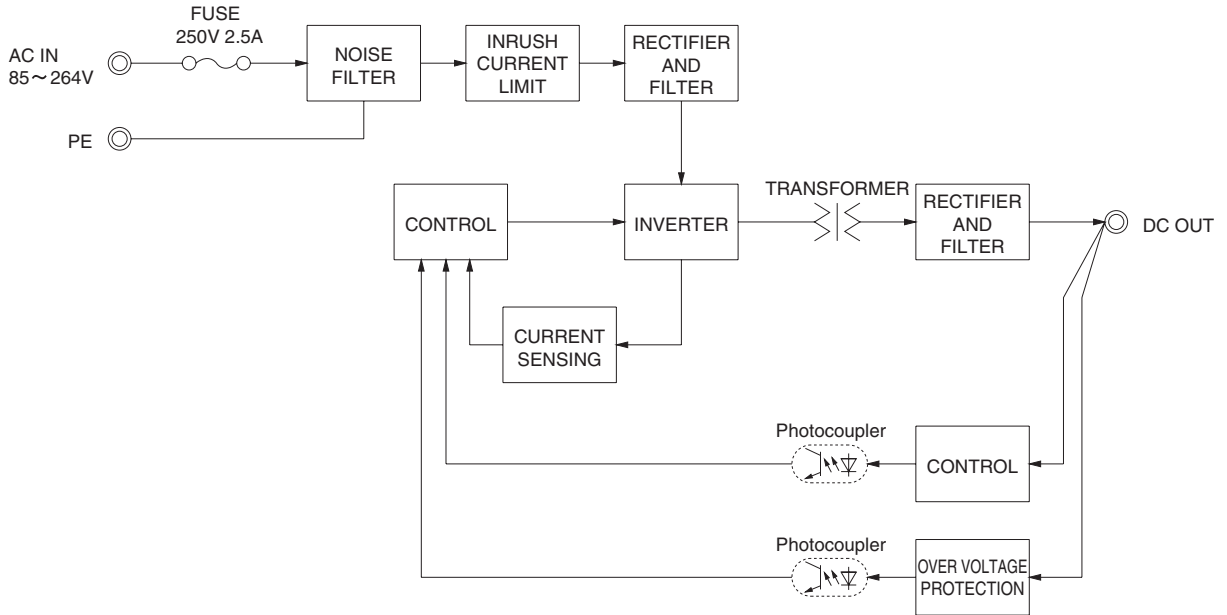 FUSE
250V 2.5A
AC IN
85～264V
NOISE
FILTER
INRUSH
CURRENT
LIMIT
RECTIFIER
AND
FILTER
PE
CONTROL
INVERTER
TRANSFORMER
RECTIFIER
AND
FILTER
DC OUT
CURRENT
SENSING
Photocoupler
CONTROL
Photocoupler
OVER VOLTAGE
PROTECTION